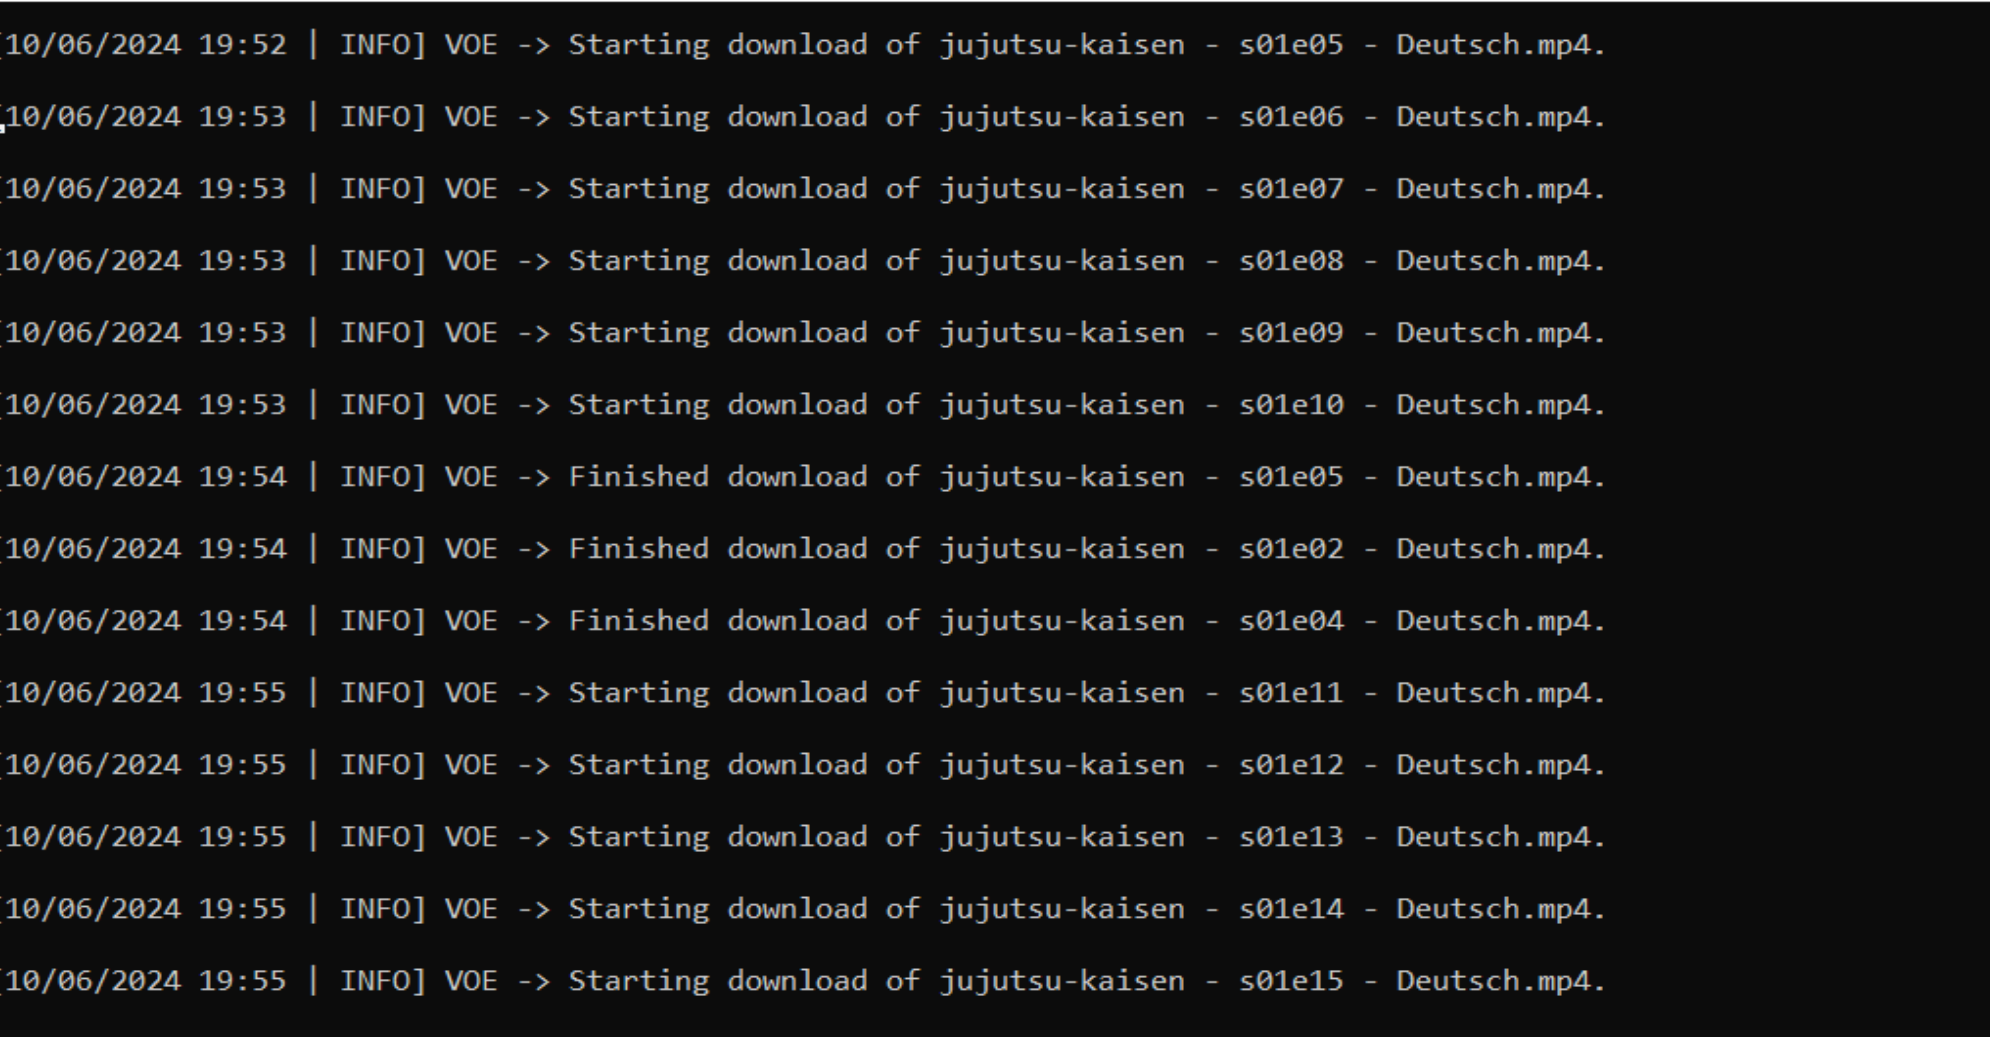 [10/06/2024 19:52 | INFO] VOE -> Starting download of jujutsu-kaisen - s01e05 - Deutsch.mp4.
[10/06/2024 19:53 | INFO] VOE -> Starting download of jujutsu-kaisen - s01e06 - Deutsch.mp4.
[10/06/2024 19:53 | INFO] VOE -> Starting download of jujutsu-kaisen - s01e07 - Deutsch.mp4.
[10/06/2024 19:53 | INFO] VOE -> Starting download of jujutsu-kaisen - s01e08 - Deutsch.mp4.
[10/06/2024 19:53 | INFO] VOE -> Starting download of jujutsu-kaisen - s01e09 - Deutsch.mp4.
[10/06/2024 19:53 | INFO] VOE -> Starting download of jujutsu-kaisen - s01e10 - Deutsch.mp4.
[10/06/2024 19:54 | INFO] VOE -> Finished download of jujutsu-kaisen - s01e05 - Deutsch.mp4.
[10/06/2024 19:54 | INFO] VOE -> Finished download of jujutsu-kaisen - s01e02 - Deutsch.mp4.
[10/06/2024 19:54 | INFO] VOE -> Finished download of jujutsu-kaisen - s01e04 - Deutsch.mp4.
[10/06/2024 19:55 | INFO] VOE -> Starting download of jujutsu-kaisen - s01e11 - Deutsch.mp4.
[10/06/2024 19:55 | INFO] VOE -> Starting download of jujutsu-kaisen - s01e12 - Deutsch.mp4.
[10/06/2024 19:55 | INFO] VOE -> Starting download of jujutsu-kaisen - s01e13 - Deutsch.mp4.
[10/06/2024 19:55 | INFO] VOE -> Starting download of jujutsu-kaisen - s01e14 - Deutsch.mp4.
[10/06/2024 19:55 | INFO] VOE -> Starting download of jujutsu-kaisen - s01e15 - Deutsch.mp4.